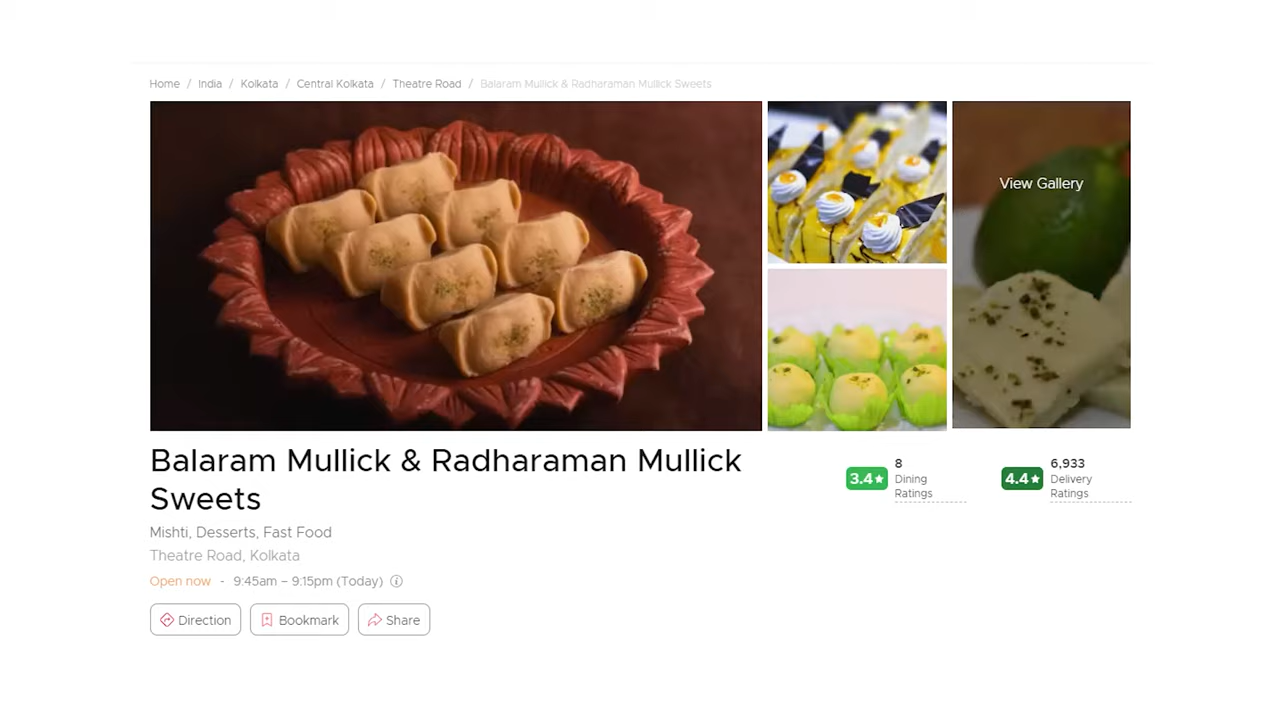 Home / India / Kolkata / Central Kolkata / Theatre Road / Balaram Mullick & Radharaman Mullick Sweets
View Gallery
Balaram Mullick & Radharaman Mullick
Sweets
3.4★
8
Dining
Ratings
4.4★
6,933
Delivery
Ratings
Mishti, Desserts, Fast Food
Theatre Road, Kolkata
Open now - 9:45am – 9:15pm (Today)
Direction
Bookmark
Share